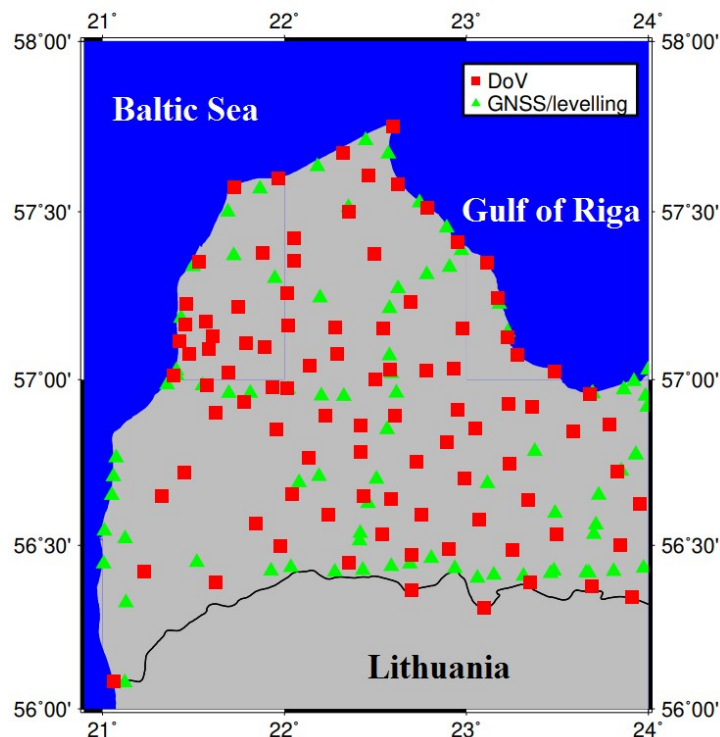 21˚ 22˚ 23˚ 24˚
58˚00' 58˚00'
DoV
GNSS/levelling
Baltic Sea
Gulf of Riga
57˚30' 57˚30'
57˚00' 57˚00'
56˚30' 56˚30'
Lithuania
56˚00' 56˚00'
21˚ 22˚ 23˚ 24˚